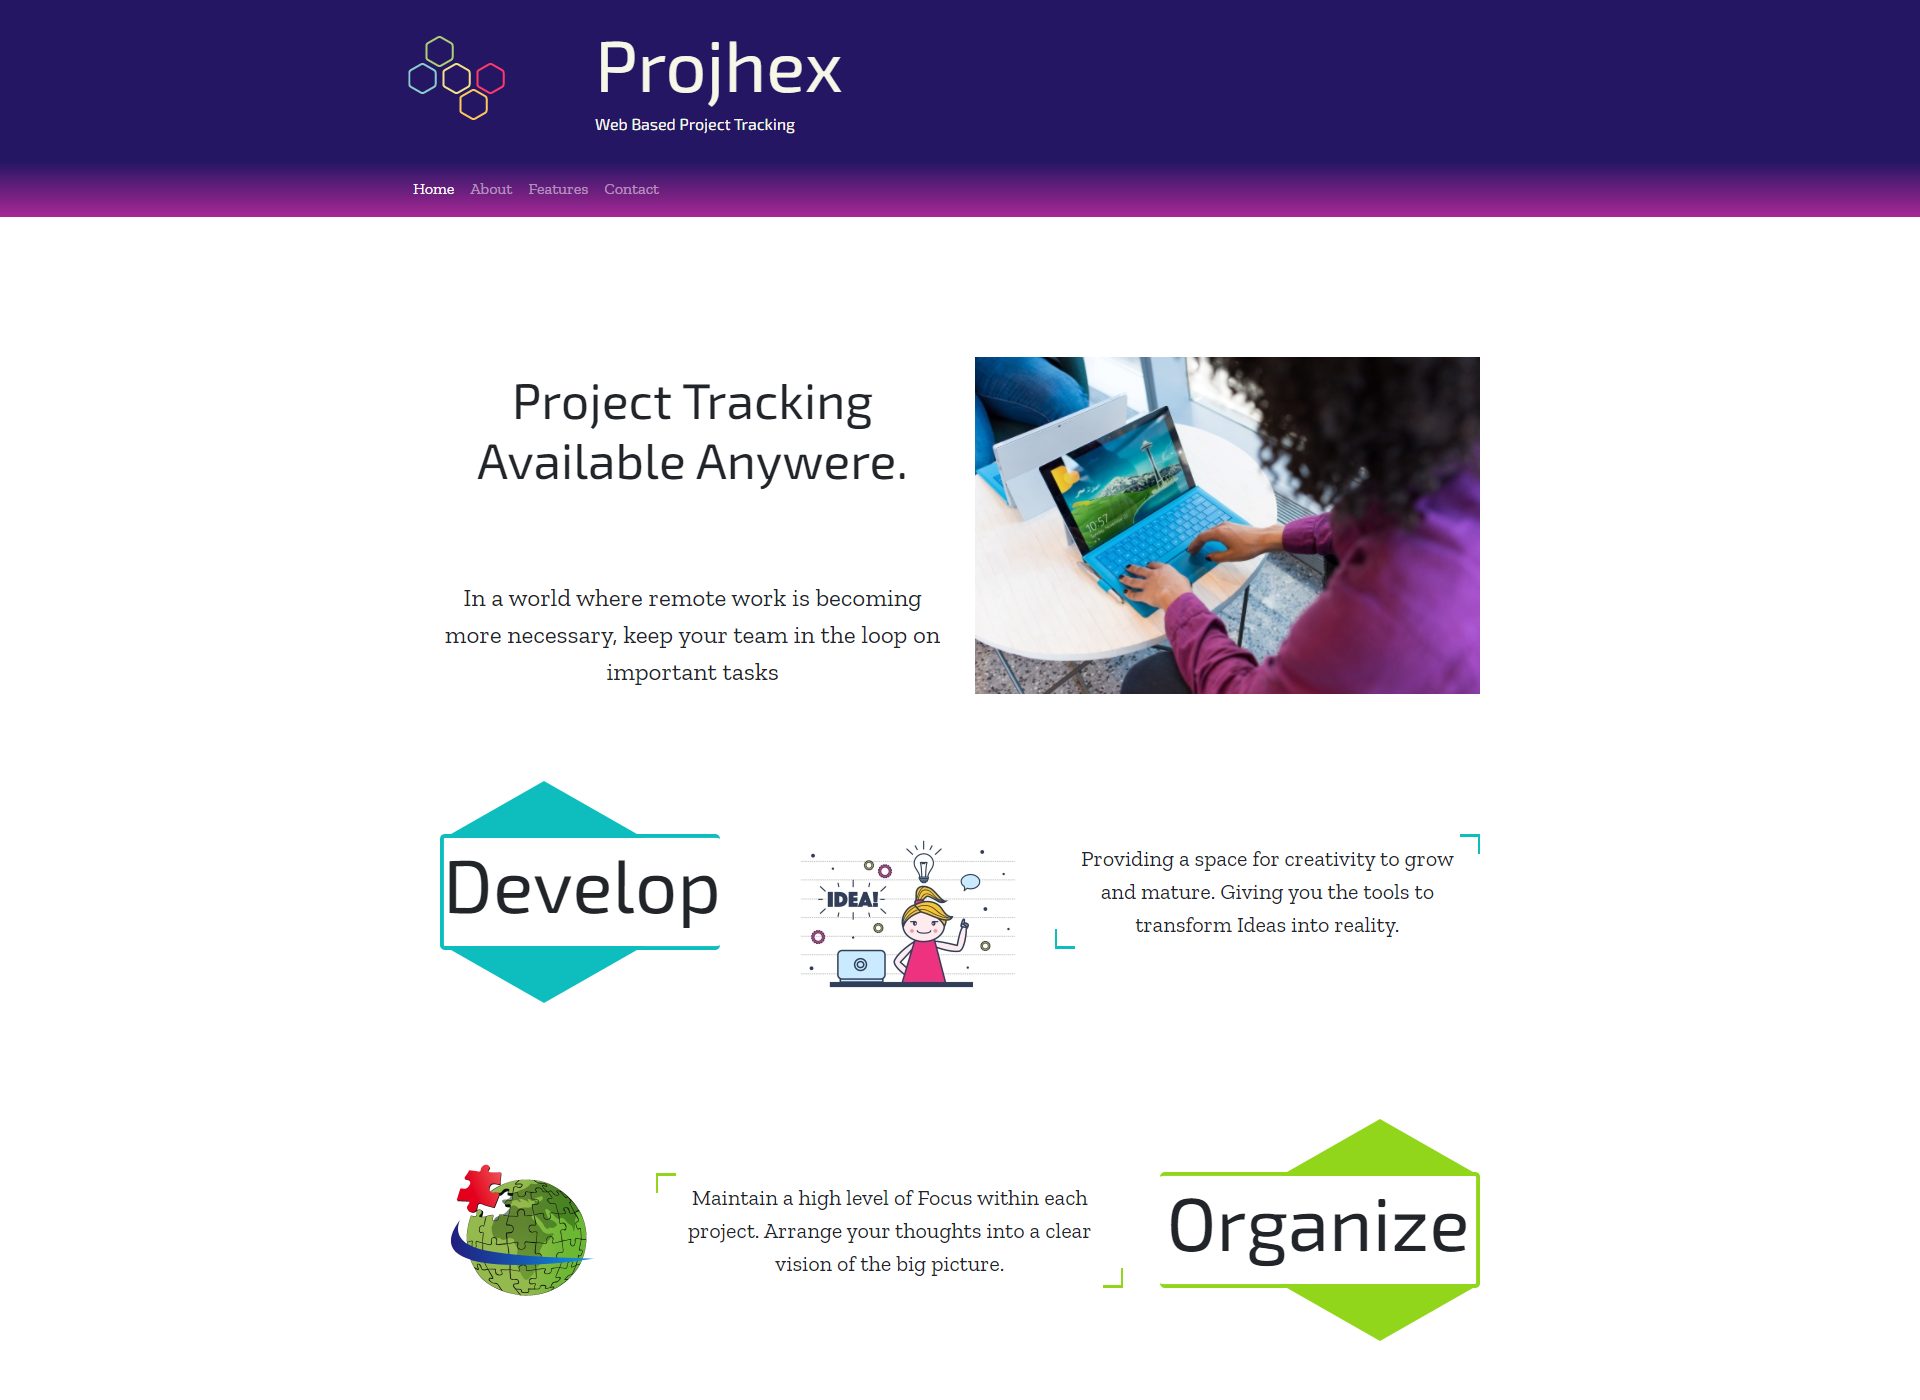 Projhex
Web Based Project Tracking
Home About Features Contact
Project Tracking
Available Anywere.
In a world where remote work is becoming
more necessary, keep your team in the loop on
important tasks
10:57
Develop
IDEA!
Providing a space for creativity to grow
and mature. Giving you the tools to
transform Ideas into reality.
Maintain a high level of Focus within each
project. Arrange your thoughts into a clear
vision of the big picture.
Organize